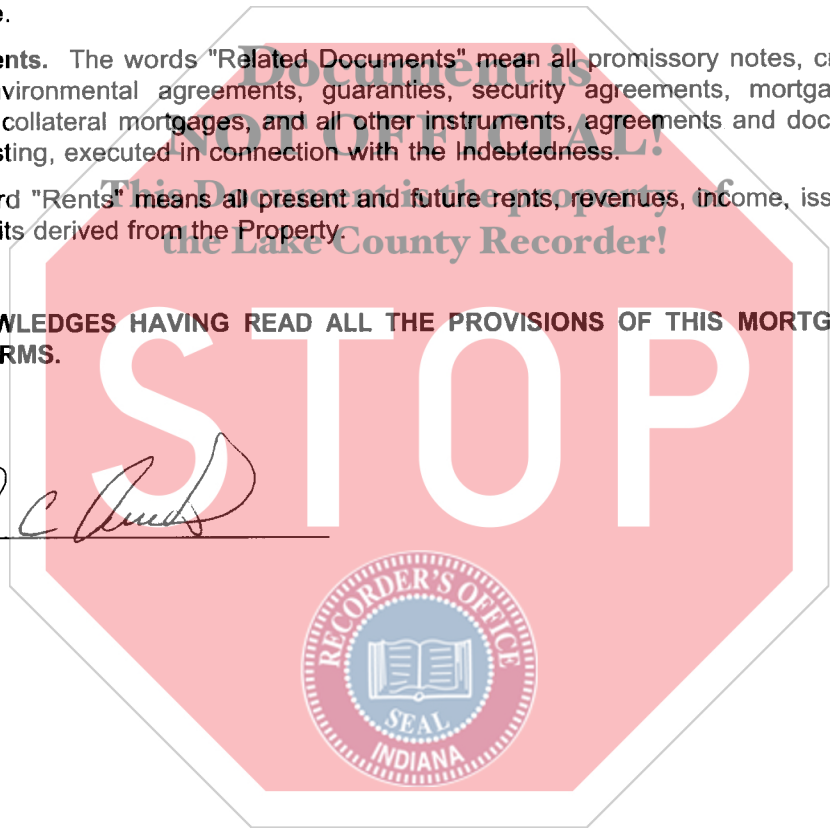 e.
ents. The words "Related Documents" mean all promissory notes, cr
nvironmental agreements, guaranties, security agreements, mortga
collateral mortgages, and all other instruments, agreements and doc
sting, executed in connection with the Indebtedness.
rd "Rents" means all present and future rents, revenues, income, iss
its derived from the Property.
Document is
NOT OFFICIAL!
This Document is the property of
the Lake County Recorder!
WLEDGES HAVING READ ALL THE PROVISIONS OF THIS MORTG
RMS.
STOP
RECORDER'S OFFICE
SEAL
INDIANA